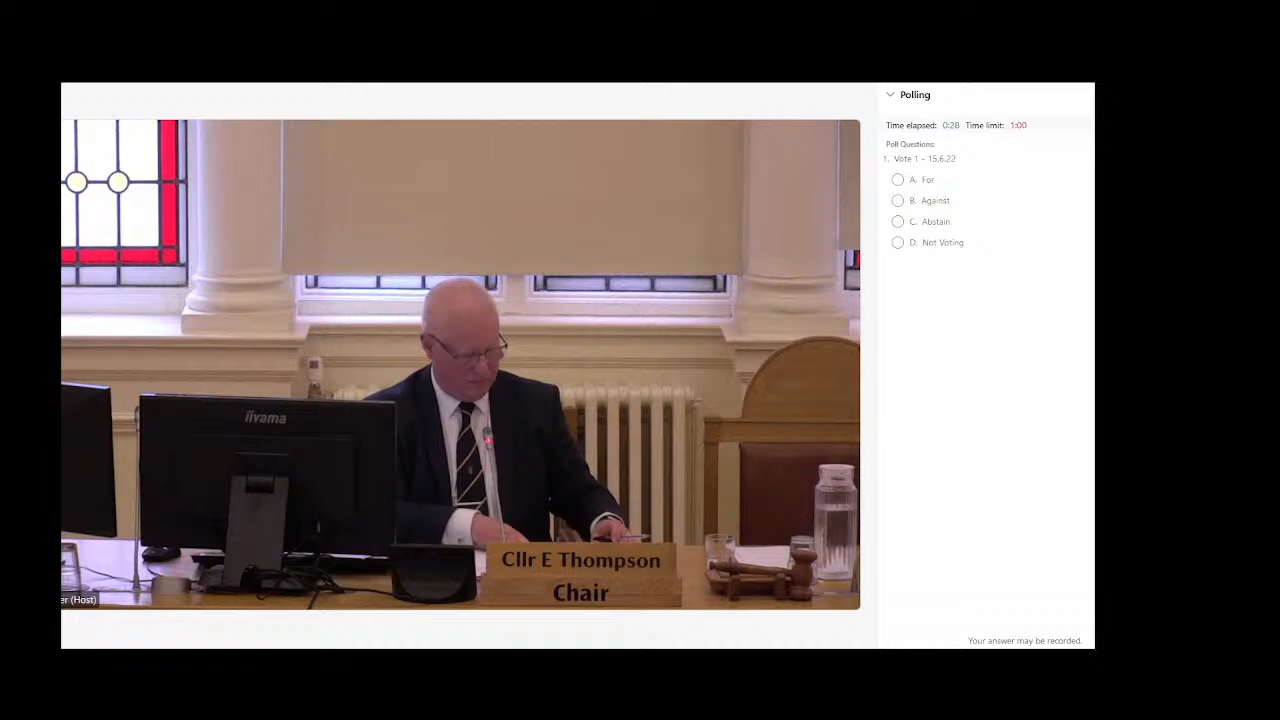 Polling
Time elapsed: 0:28 Time limit: 1:00
Poll Questions:
1. Vote 1 - 15.6.22
A. For
B. Against
C. Abstain
D. Not Voting
iiyama
Cllr E Thompson
Chair
er (Host)
Your answer may be recorded.